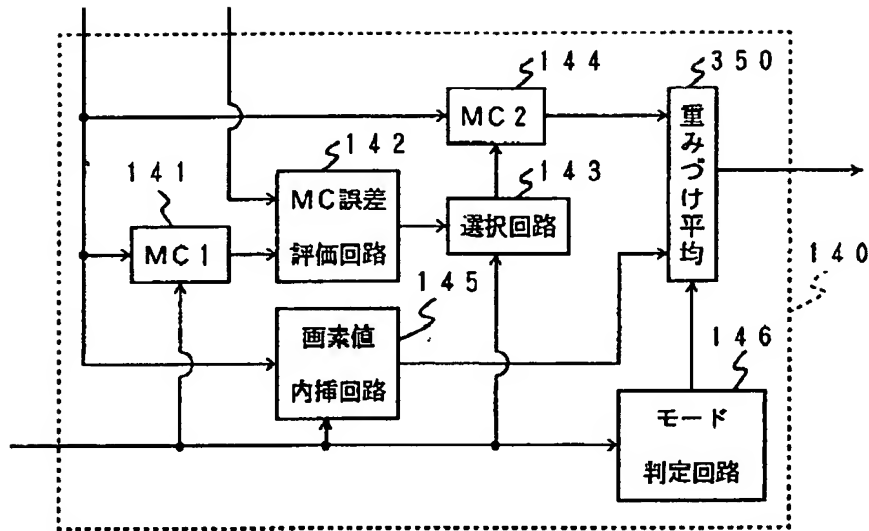 350
144
MC2
重みづけ平均
142
141
143
MC誤差
評価回路
選択回路
MC1
140
145
画素値
内挿回路
146
モード
判定回路